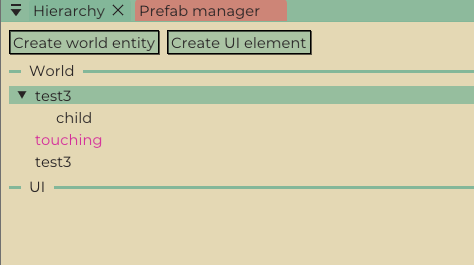 Hierarchy Prefab manager
Create world entity Create UI element
World
test3
child
touching
test3
UI